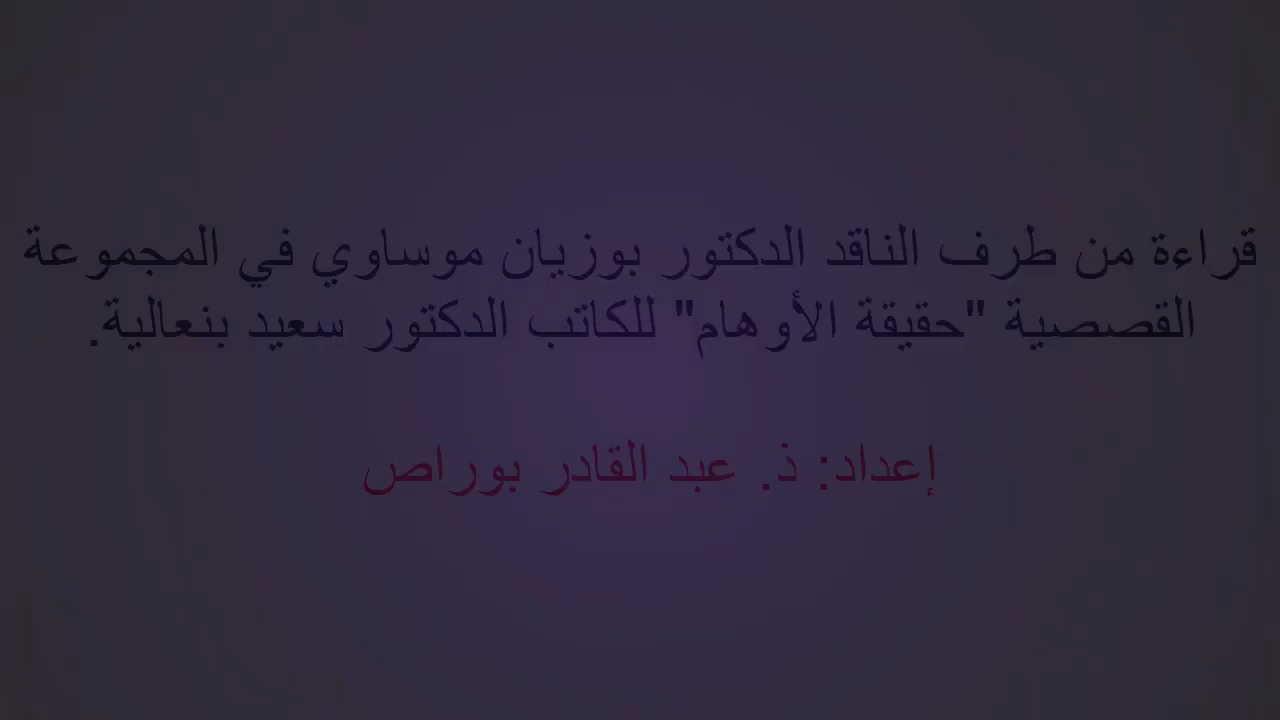 قراءة من طرف الناقد الدكتور بوزيان موساوي في المجموعة
القصصية "حقيقة الأوهام" للكاتب الدكتور سعيد بنعالية.
إعداد: ذ. عبد القادر بوراص